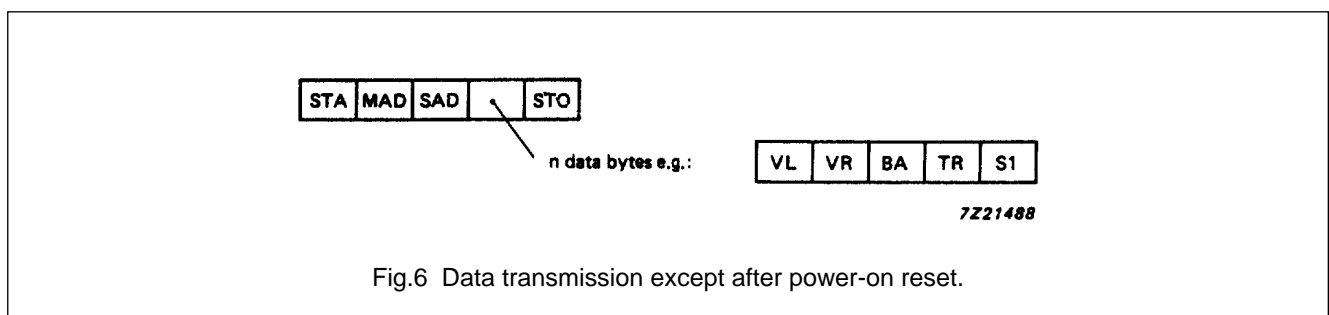 STA MAD SAD STO
n data bytes e.g.: VL VR BA TR S1
7Z21488
Fig.6 Data transmission except after power-on reset.